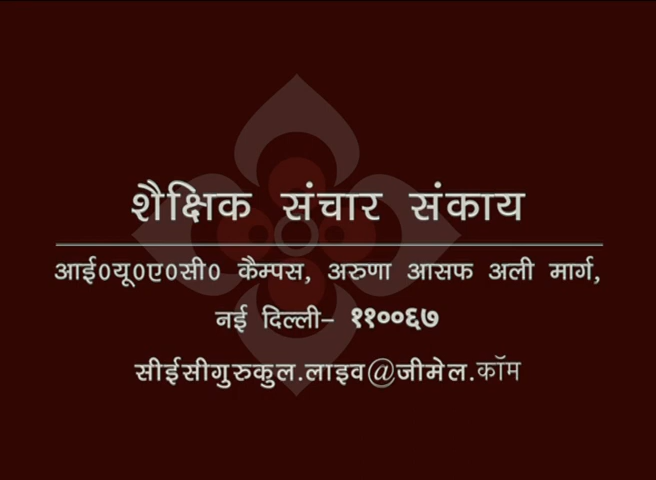 शैक्षिक संचार संकाय
आई०यू०ए०सी० कैम्पस, अरुणा आसफ अली मार्ग,
नई दिल्ली- ११००६७
सीईसीगुरुकुल.लाइव@जीमेल.कॉम